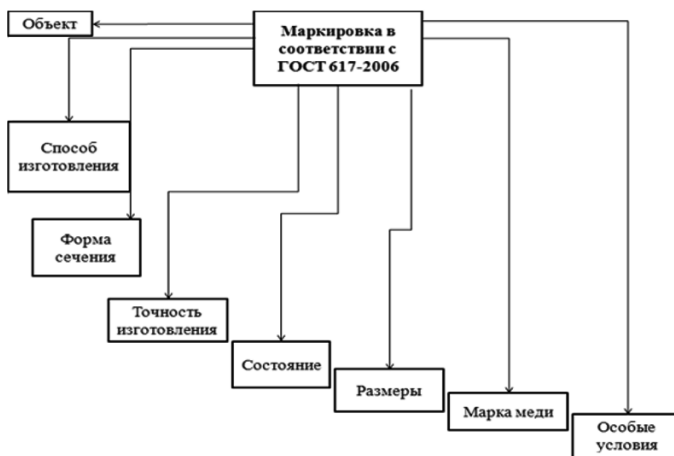 Объект
Маркировка в
соответствии с
ГОСТ 617-2006
Способ
изготовления
Форма
сечения
Точность
изготовления
Состояние
Размеры
Марка меди
Особые
условия